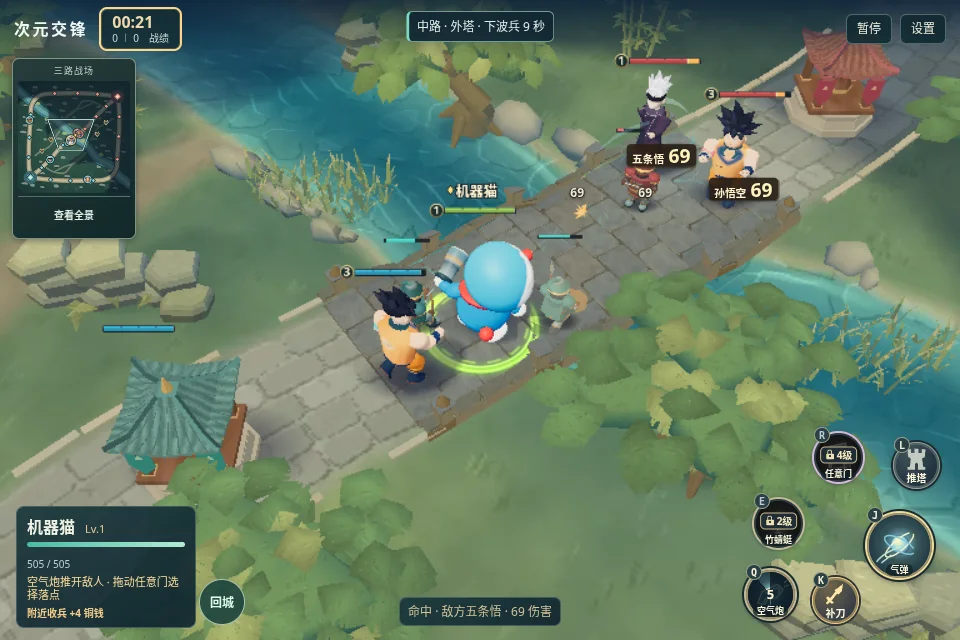 次元交锋
00:21
0 | 0 战绩
中路 · 外塔 · 下波兵 9 秒
暂停
设置
三路战场
查看全景
1
3
五条悟 69
孙悟空 69
69
69
机器猫
1
3
R
4级
任意门
L
推塔
E
2级
竹蜻蜓
J
气弹
Q
5
空气炮
K
补刀
机器猫 Lv.1
505 / 505
空气炮推开敌人 · 拖动任意门选
择落点
附近收兵 +4 铜钱
回城
命中 · 敌方五条悟 · 69 伤害